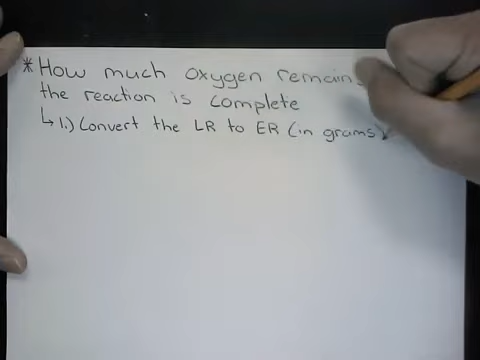 * How much oxygen remain
the reaction is complete
↳ 1.) Convert the LR to ER (in grams)